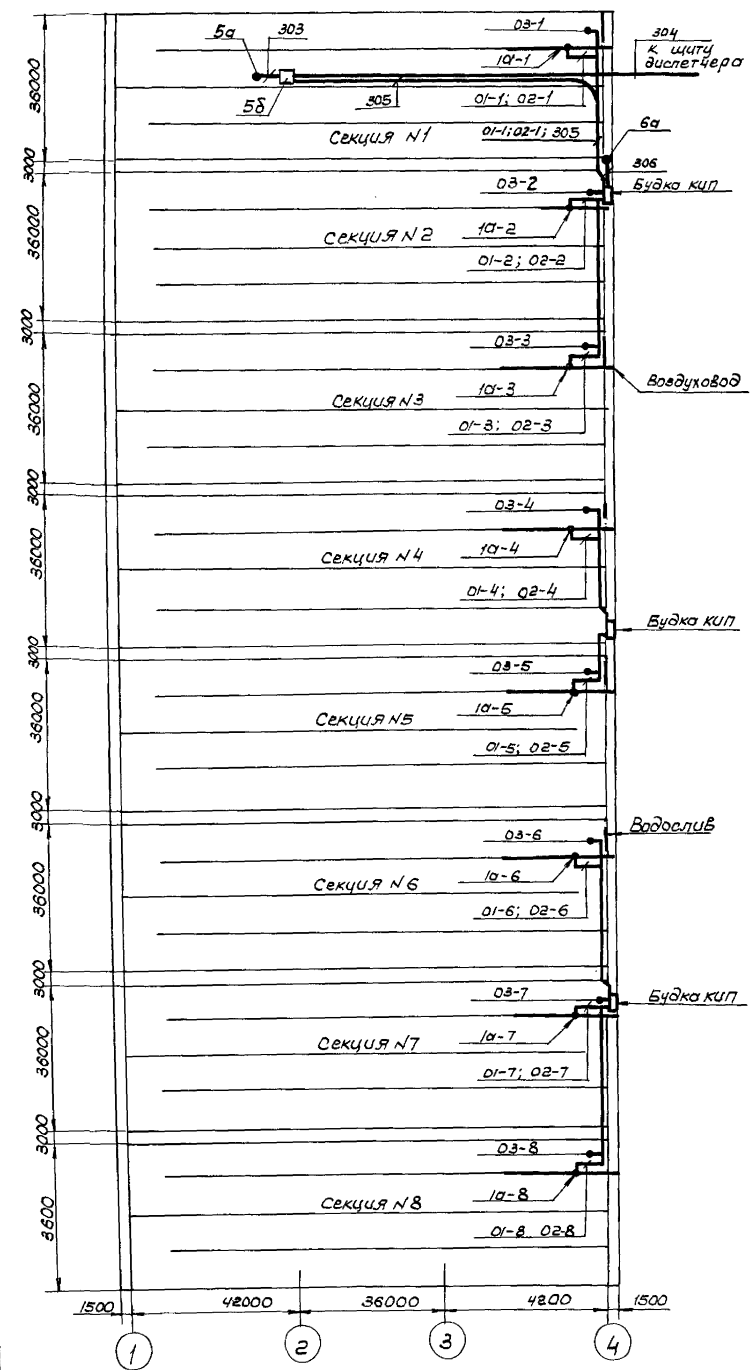 03-1
5а
303
304
к щиту
диспетчера
1а-1
5б
305
01-1; 02-1
36000
Секция N1
01-1; 02-1; 305
6а
306
3000
03-2
Будка КИП
Секция N2
1а-2
01-2; 02-2
36000
3000
03-3
Воздуховод
Секция N3
1а-3
01-3; 02-3
36000
3000
03-4
Секция N4
1а-4
01-4; 02-4
36000
Будка КИП
3000
03-5
Секция N5
1а-5
01-5; 02-5
36000
3000
Водослив
03-6
Секция N6
1а-6
01-6; 02-6
36000
3000
03-7
Будка КИП
Секция N7
1а-7
01-7; 02-7
36000
3000
03-8
Секция N8
1а-8
01-8 02-8
3600
1500
42000
36000
4200
1500
1
2
3
4